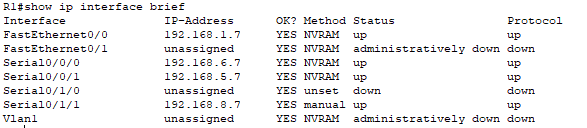 R1#show ip interface brief
Interface              IP-Address      OK? Method Status                Protocol
FastEthernet0/0        192.168.1.7     YES NVRAM  up                    up
FastEthernet0/1        unassigned      YES NVRAM  administratively down down
Serial0/0/0            192.168.6.7     YES NVRAM  up                    up
Serial0/0/1            192.168.5.7     YES NVRAM  up                    up
Serial0/1/0            unassigned      YES NVRAM  unset                 down down
Serial0/1/1            192.168.8.7     YES manual up                    up
Vlan1                  unassigned      YES NVRAM  administratively down down